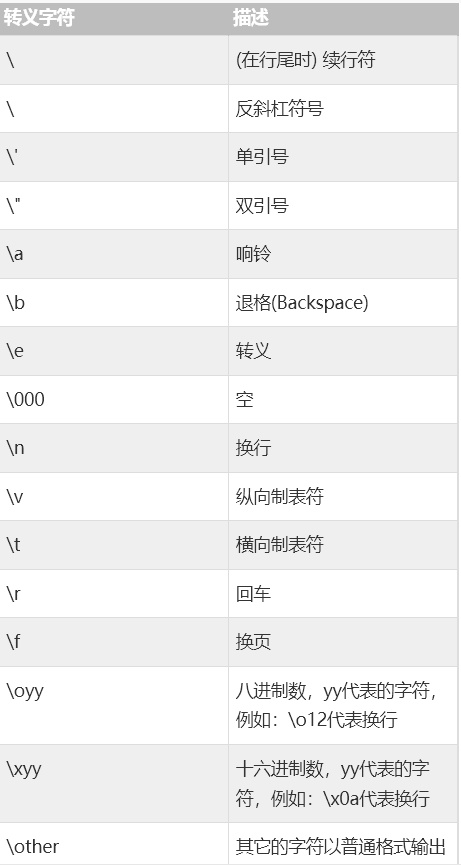 转义字符 描述
\ (在行尾时) 续行符
\ 反斜杠符号
\' 单引号
\" 双引号
\a 响铃
\b 退格(Backspace)
\e 转义
\000 空
\n 换行
\v 纵向制表符
\t 横向制表符
\r 回车
\f 换页
\oyy 八进制数，yy代表的字符，
例如：\o12代表换行
\xyy 十六进制数，yy代表的字
符，例如：\x0a代表换行
\other 其它的字符以普通格式输出